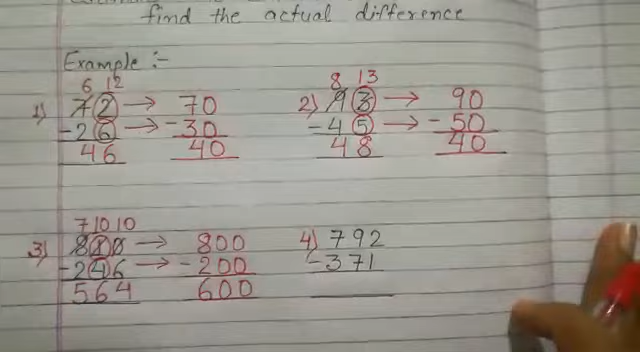 find the actual difference
Example :-
6 12 8 13
1) 72 → 70 2) 93 → 90
-26 → -30 -45 → -50
46 40 48 40
7 10 10
3) 810 → 800 4) 792
-246 → -200 -371
564 600